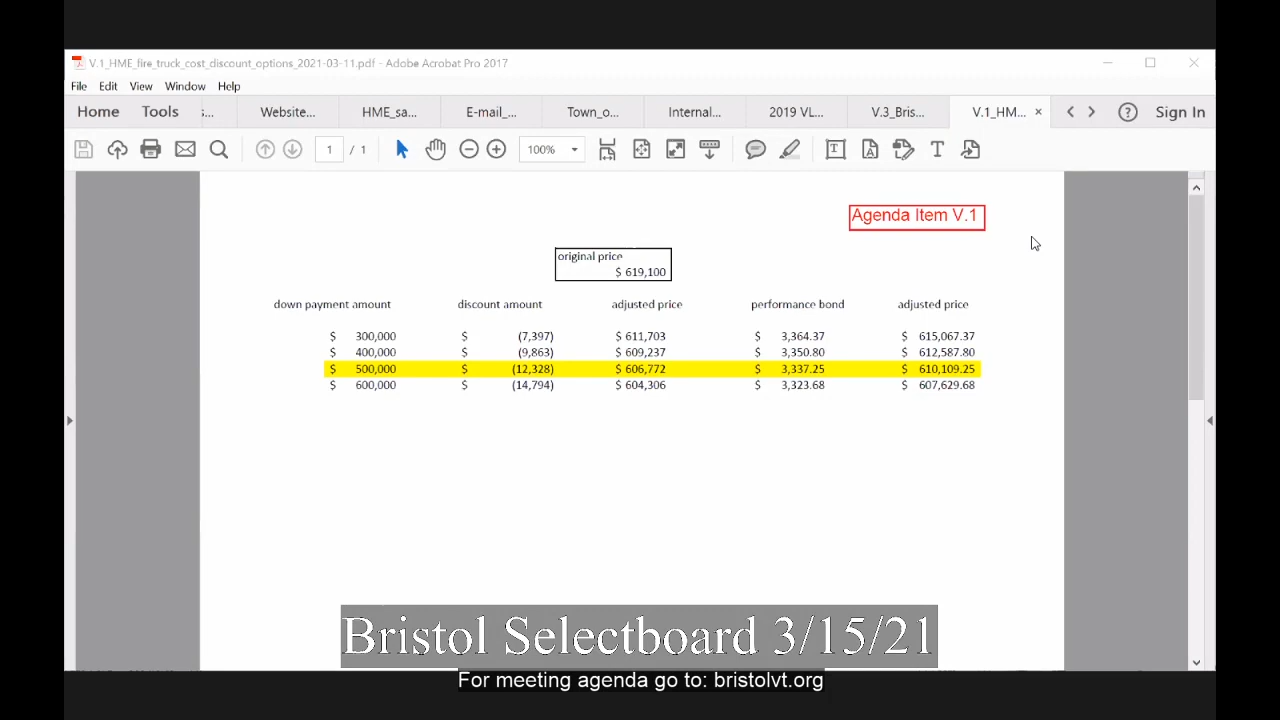 V.1_HME_fire_truck_cost_discount_options_2021-03-11.pdf - Adobe Acrobat Pro 2017
File Edit View Window Help
Home Tools :... Website... HME_sa... E-mail_... Town_o... Internal... 2019 VL... V.3_Bris... V.1_HM... × ? Sign In
1 / 1 100%
Agenda Item V.1
original price
$ 619,100
down payment amount discount amount adjusted price performance bond adjusted price
$ 300,000 $ (7,397) $ 611,703 $ 3,364.37 $ 615,067.37
$ 400,000 $ (9,863) $ 609,237 $ 3,350.80 $ 612,587.80
$ 500,000 $ (12,328) $ 606,772 $ 3,337.25 $ 610,109.25
$ 600,000 $ (14,794) $ 604,306 $ 3,323.68 $ 607,629.68
Bristol Selectboard 3/15/21
For meeting agenda go to: bristolvt.org